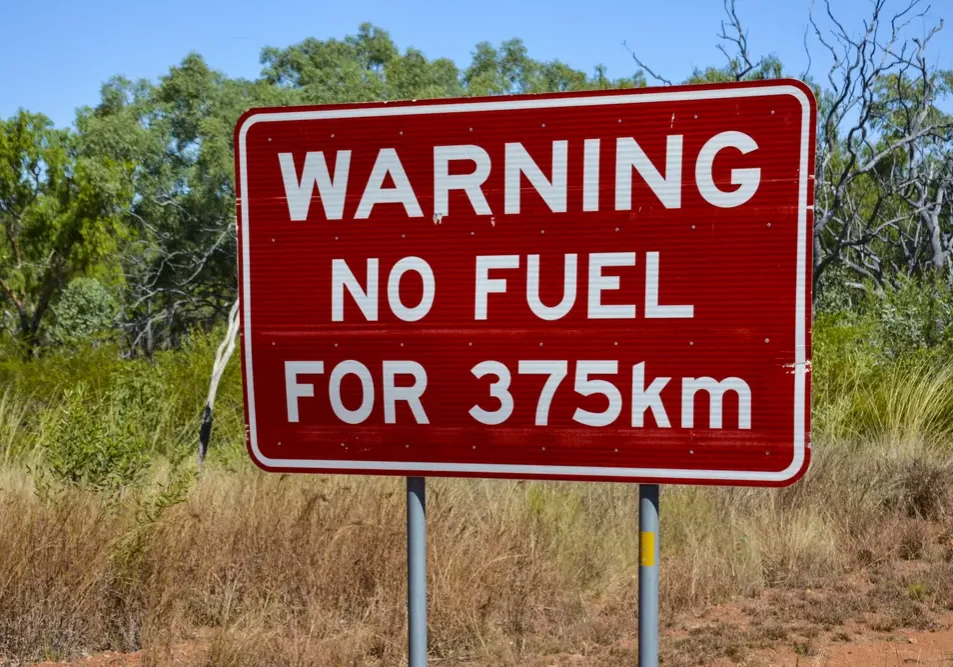 WARNING
NO FUEL
FOR 375km